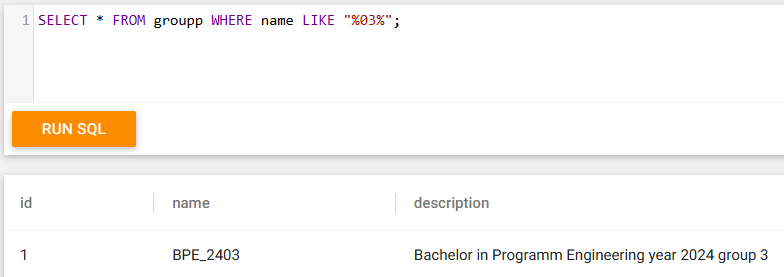 1 SELECT * FROM groupp WHERE name LIKE "%03%";
RUN SQL
id name description
1 BPE_2403 Bachelor in Programm Engineering year 2024 group 3